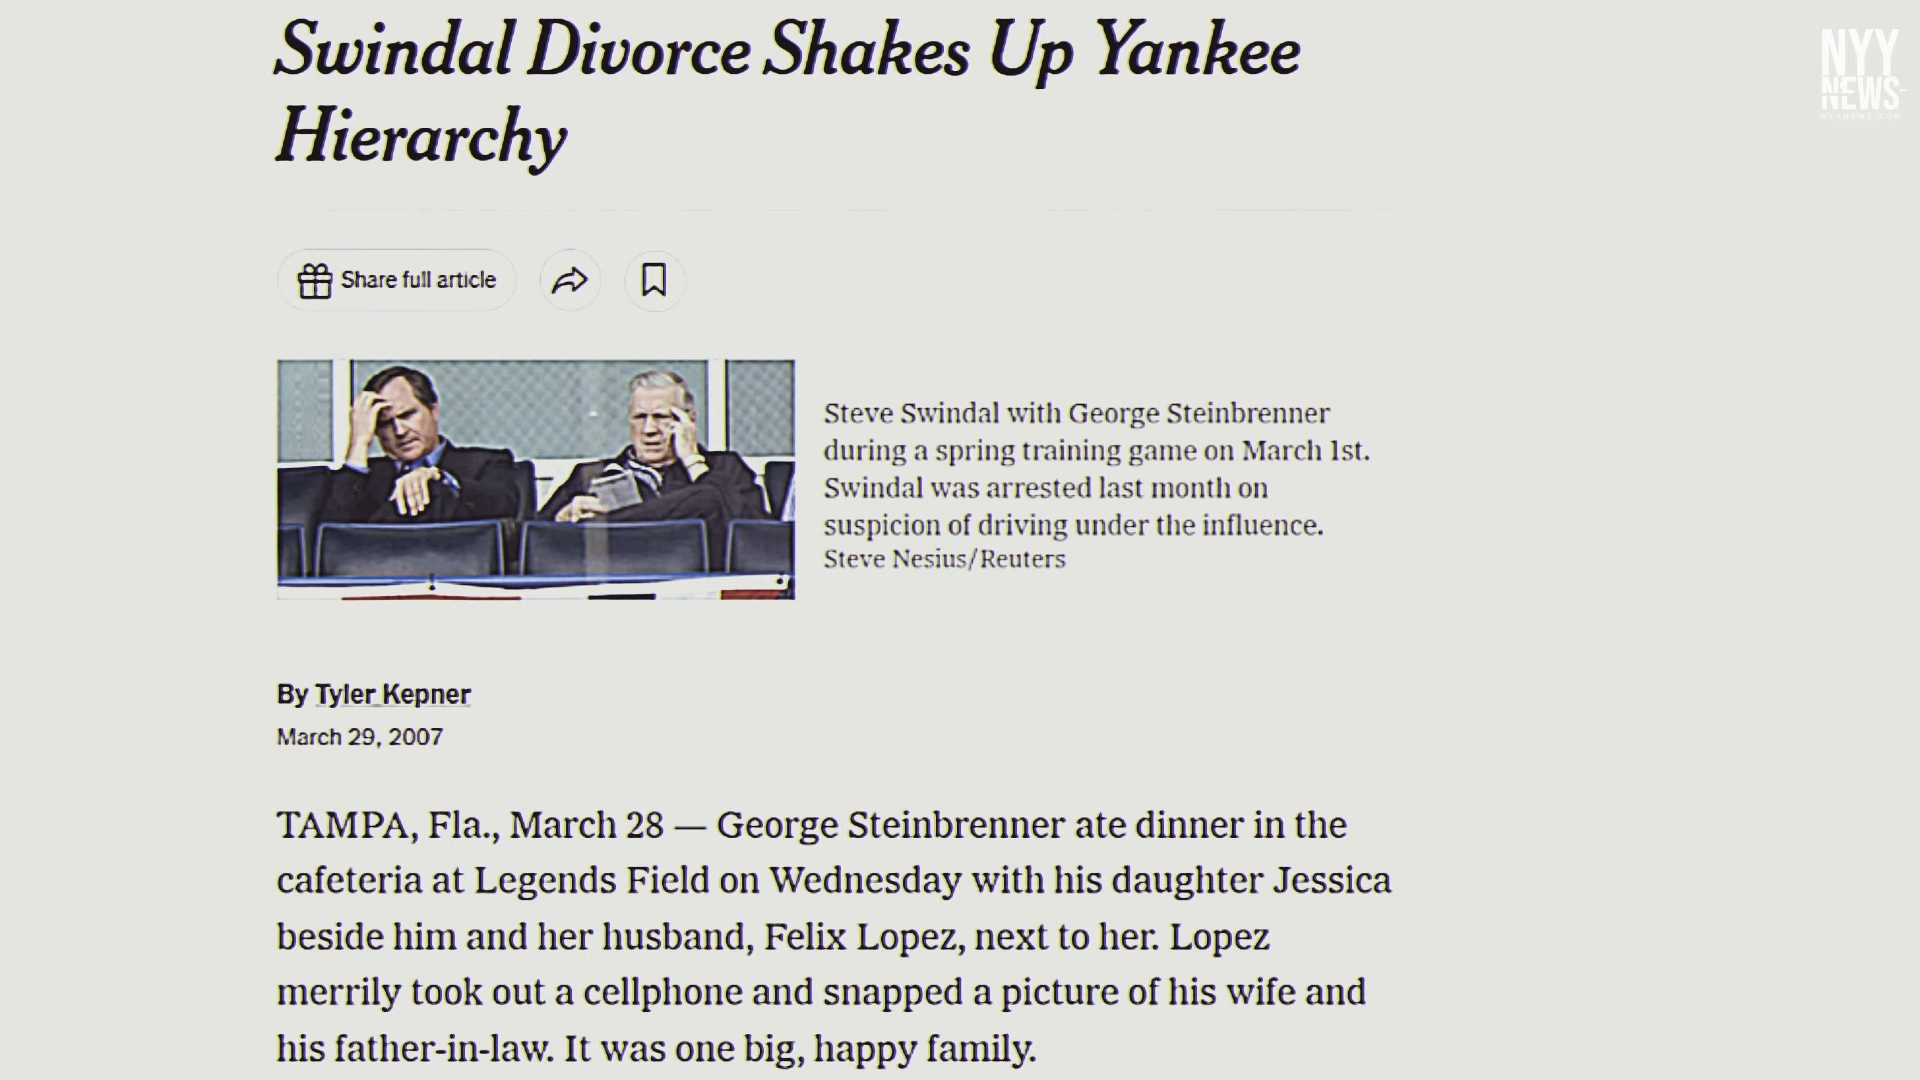 Swindal Divorce Shakes Up Yankee
Hierarchy
NYY
NEWS
Share full article
Steve Swindal with George Steinbrenner
during a spring training game on March 1st.
Swindal was arrested last month on
suspicion of driving under the influence.
Steve Nesius/Reuters
By Tyler Kepner
March 29, 2007
TAMPA, Fla., March 28 — George Steinbrenner ate dinner in the
cafeteria at Legends Field on Wednesday with his daughter Jessica
beside him and her husband, Felix Lopez, next to her. Lopez
merrily took out a cellphone and snapped a picture of his wife and
his father-in-law. It was one big, happy family.